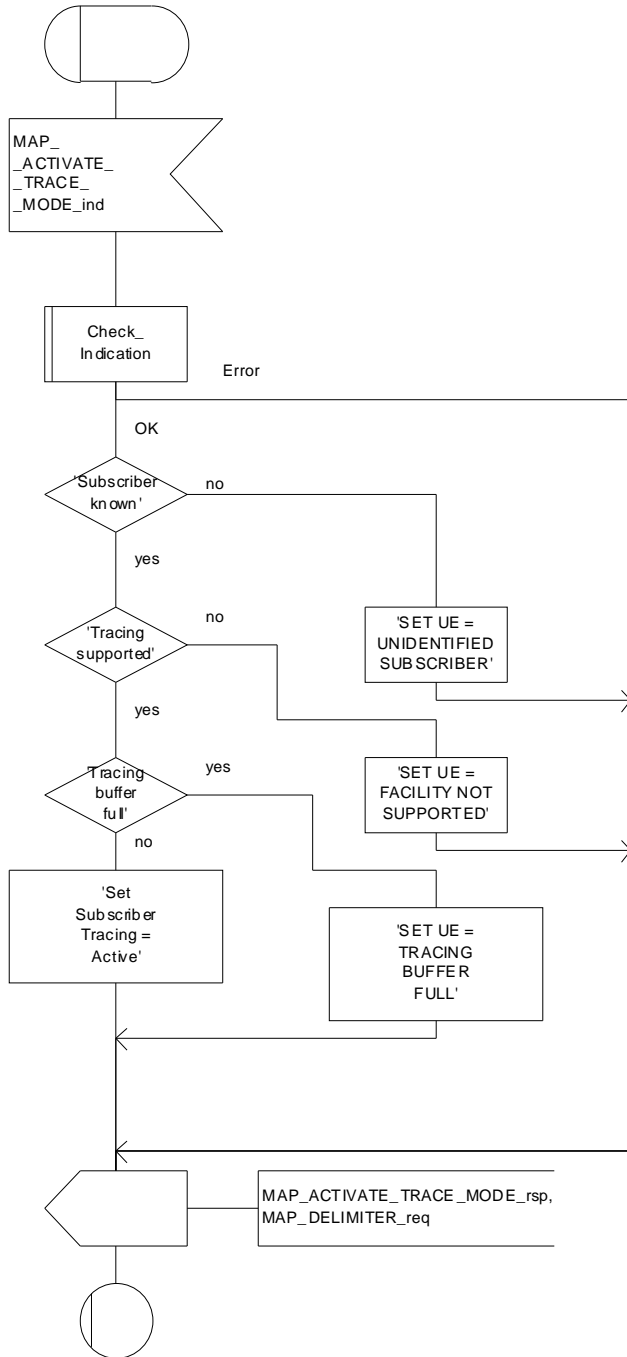 MAP_
_ACTIVATE_
_TRACE_
_MODE_ind
Check_
Indication
Error
OK
'Subscriber
known'
no
yes
'Tracing
supported'
no
'SET UE =
UNIDENTIFIED
SUBSCRIBER'
yes
'Tracing
buffer
full'
yes
'SET UE =
FACILITY NOT
SUPPORTED'
no
'Set
Subscriber
Tracing =
Active'
'SET UE =
TRACING
BUFFER
FULL'
MAP_ACTIVATE_TRACE_MODE_rsp,
MAP_DELIMITER_req